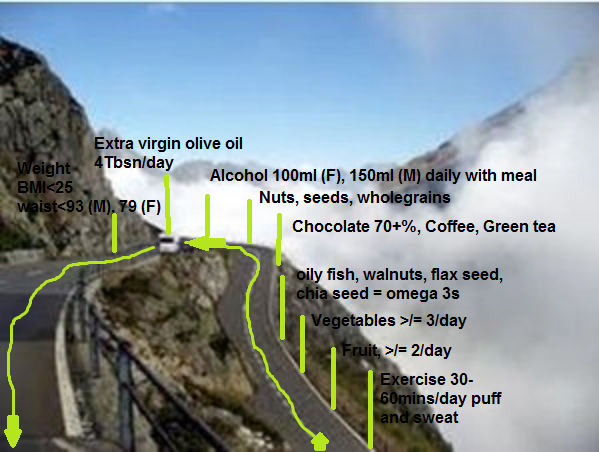 Extra virgin olive oil
4Tbsn/day
Weight
BMI<25
waist<93 (M), 79 (F)
Alcohol 100ml (F), 150ml (M) daily with meal
Nuts, seeds, wholegrains
Chocolate 70+%, Coffee, Green tea
oily fish, walnuts, flax seed,
chia seed = omega 3s
Vegetables >/= 3/day
Fruit, >/= 2/day
Exercise 30-
60mins/day puff
and sweat